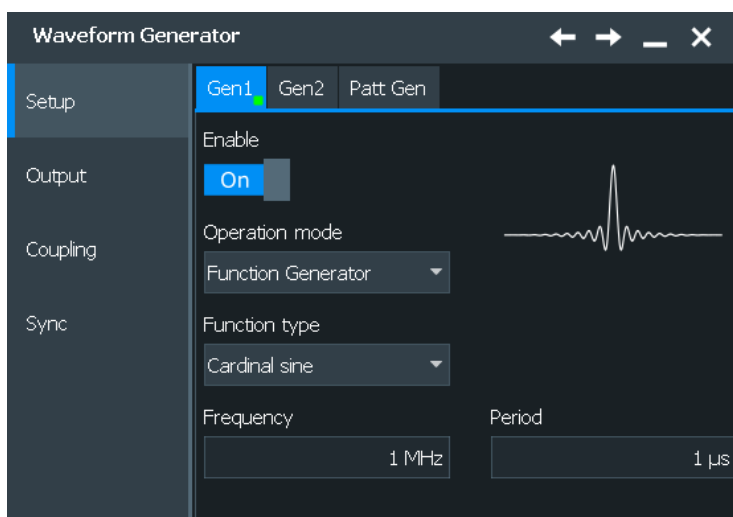 Waveform Generator
Setup
Output
Coupling
Sync
Gen1 Gen2 Patt Gen
Enable
On
Operation mode
Function Generator
Function type
Cardinal sine
Frequency Period
1 MHz 1 µs